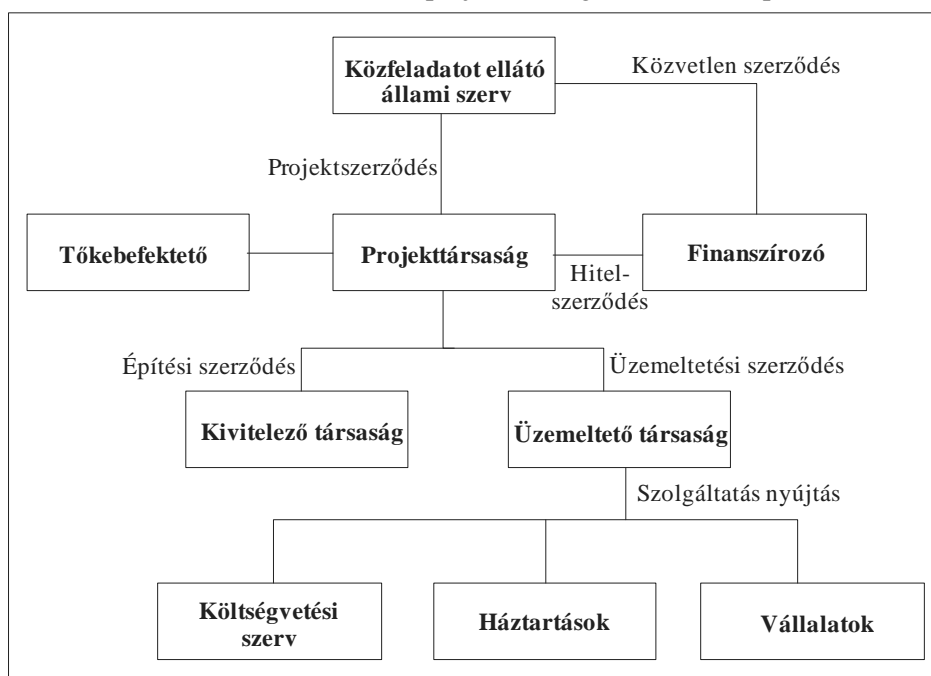 Közfeladatot ellátó
állami szerv
Közvetlen szerződés
Projektszerződés
Tőkebefektető
Projekttársaság
Finanszírozó
Hitel-
szerződés
Építési szerződés
Üzemeltetési szerződés
Kivitelező társaság
Üzemeltető társaság
Szolgáltatás nyújtás
Költségvetési
szerv
Háztartások
Vállalatok